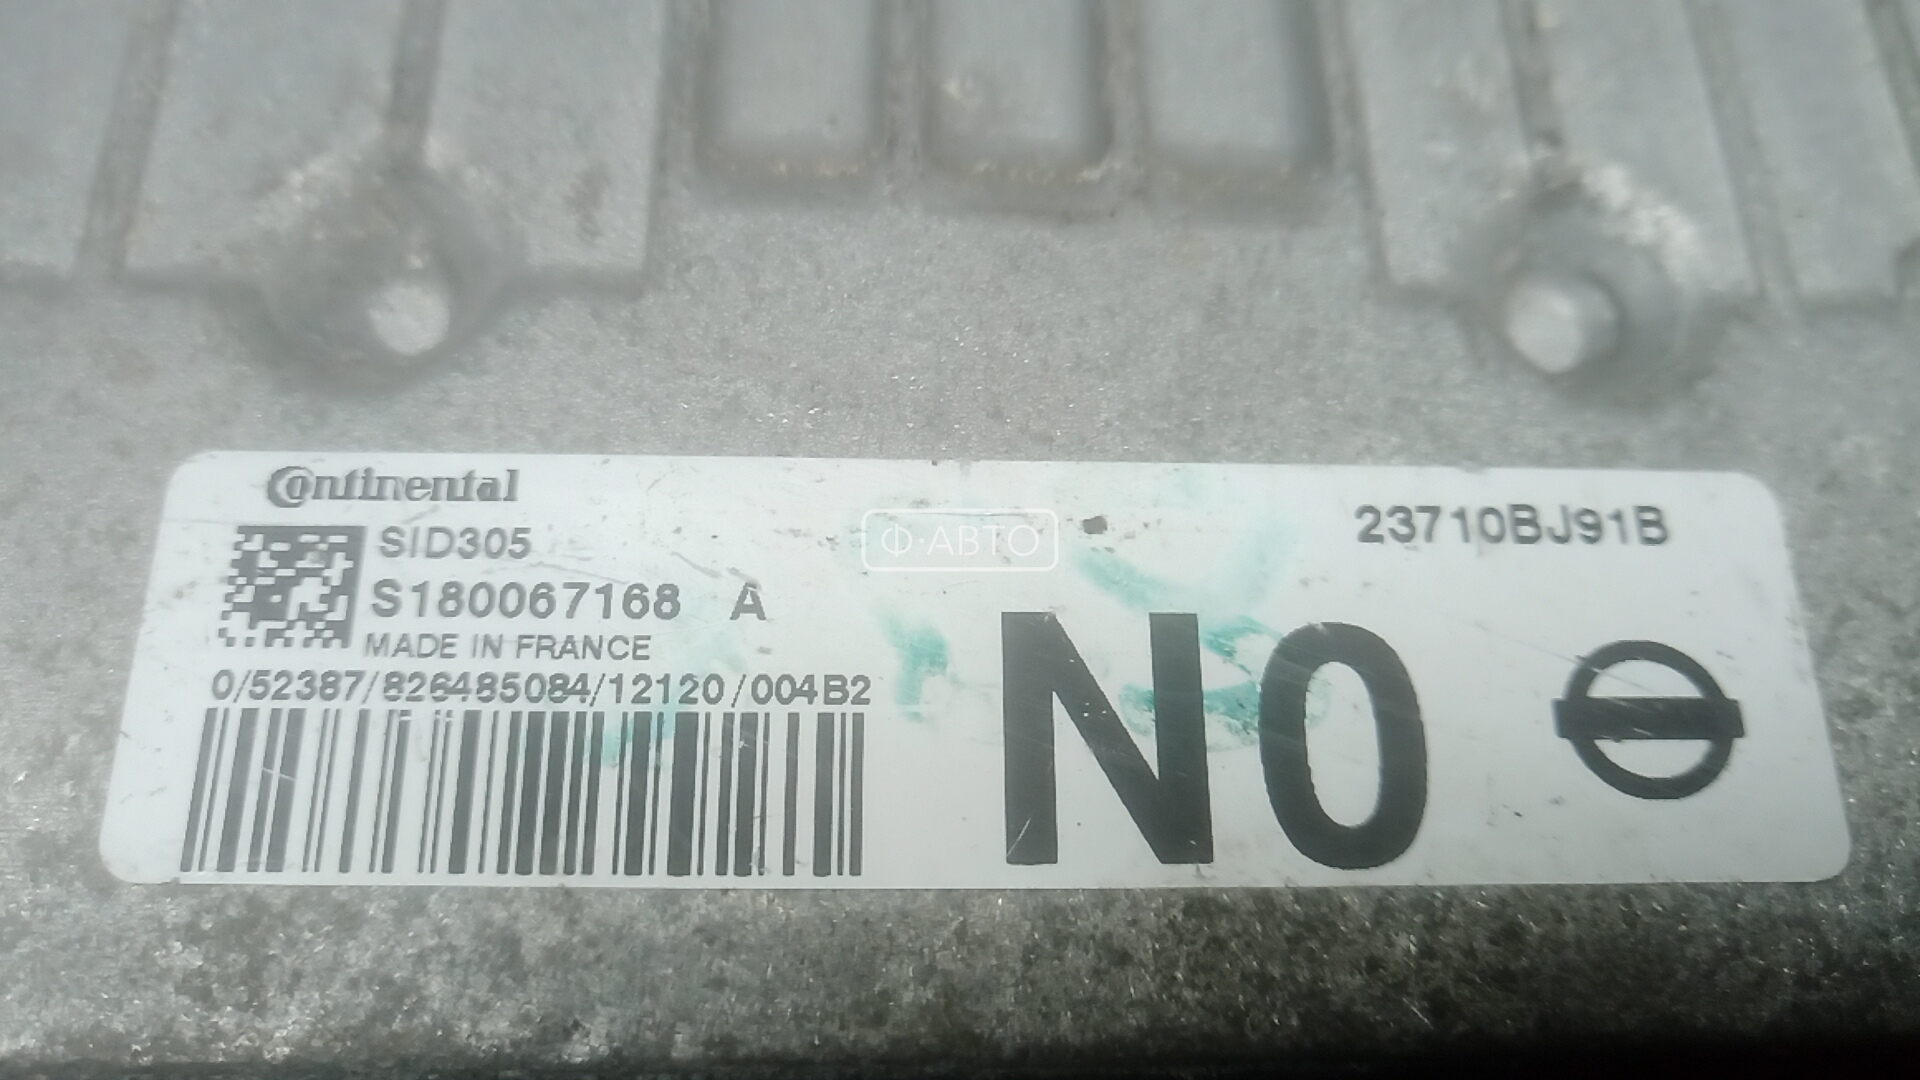 Continental
23710BJ91B
SID305
Ф·АВТО
S180067168 A
MADE IN FRANCE
0/52387/826485084/12120/004B2
N0